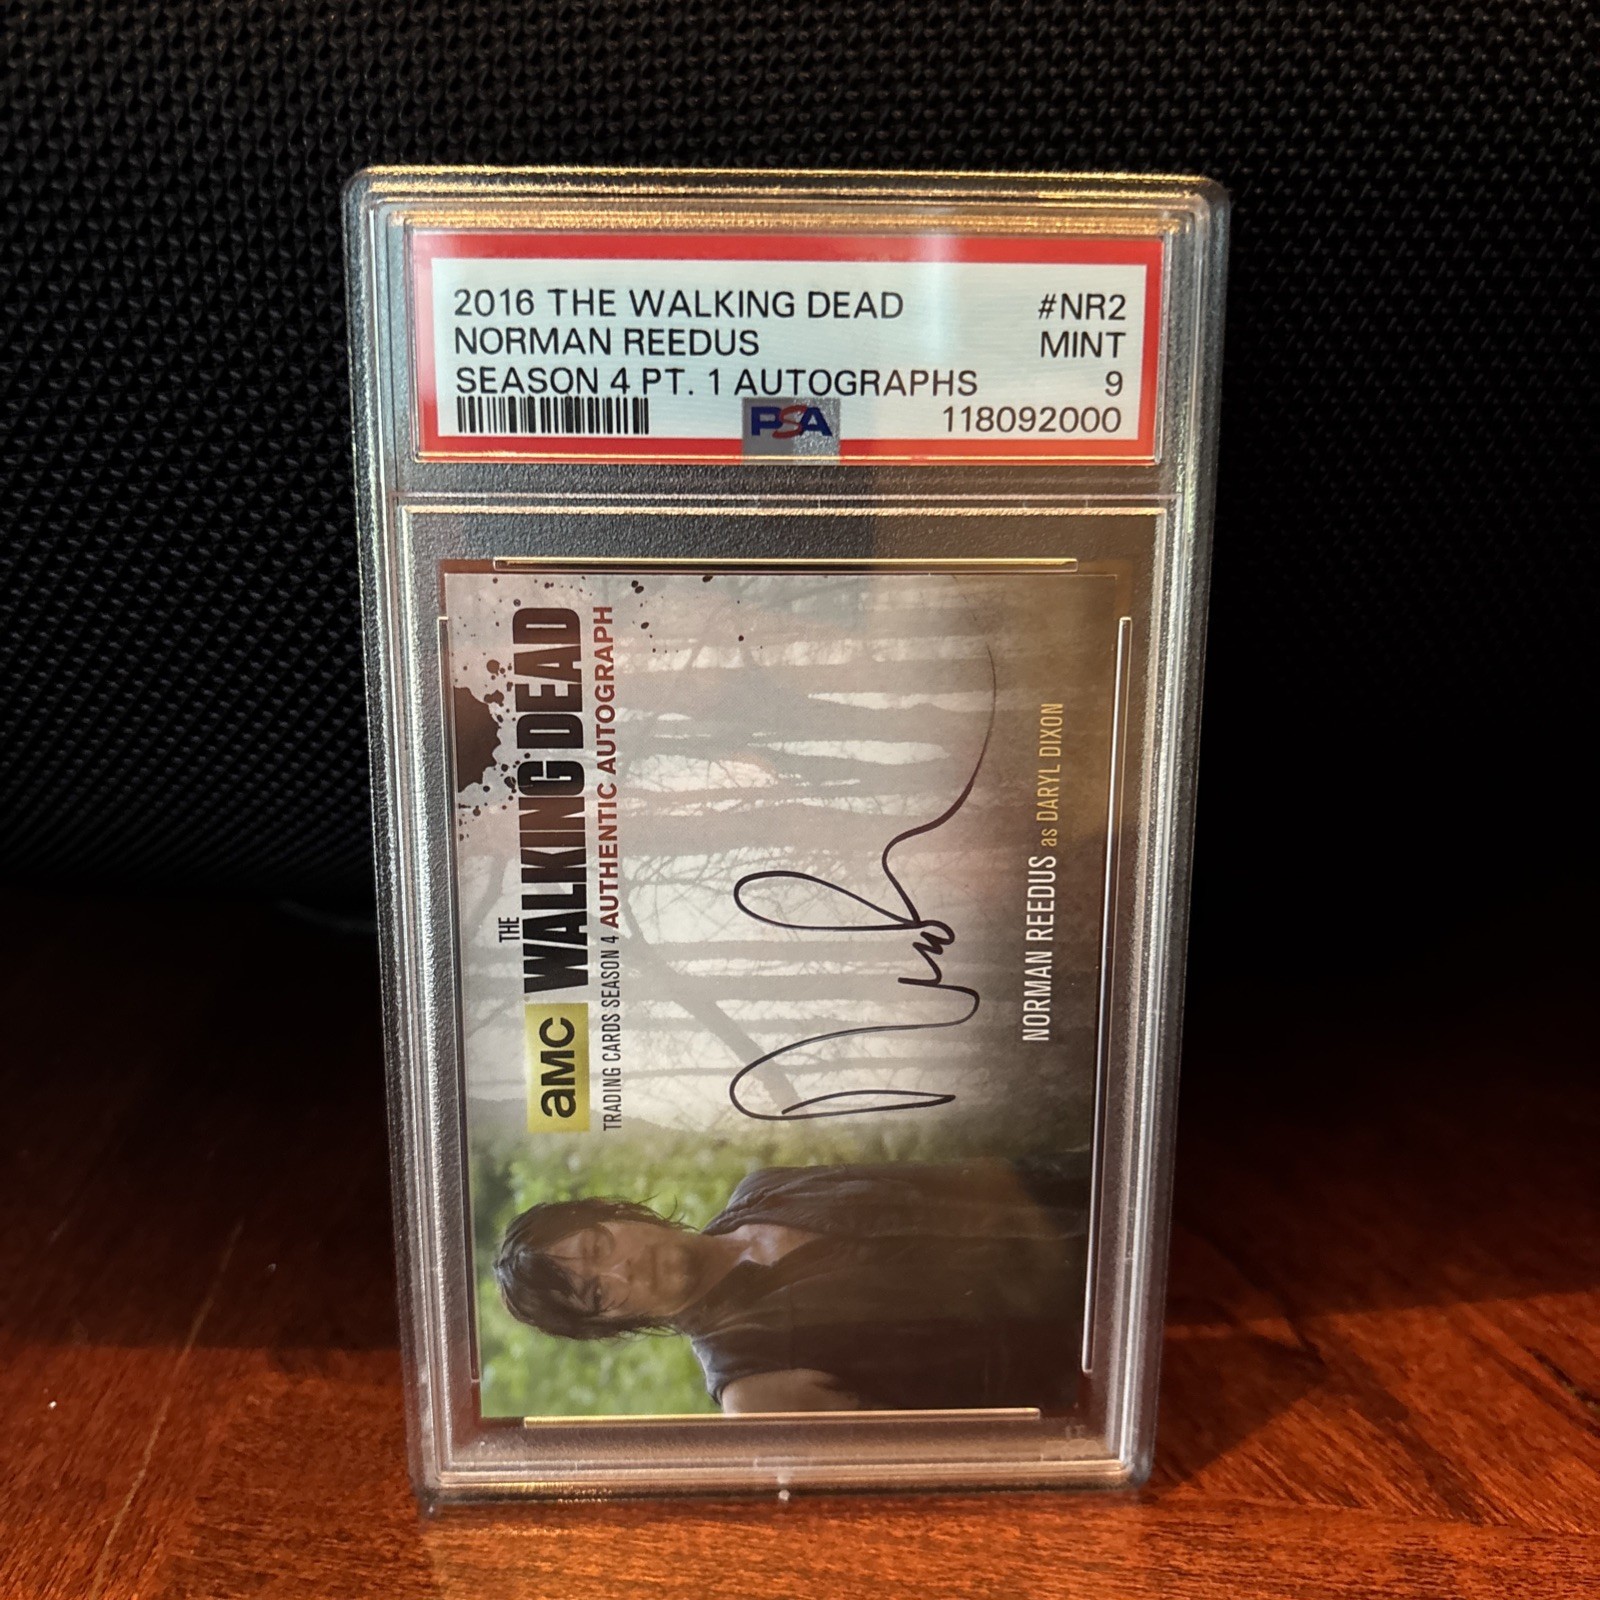 2016 THE WALKING DEAD #NR2
NORMAN REEDUS MINT
SEASON 4 PT. 1 AUTOGRAPHS 9
PSA 118092000
THE
aMC WALKING DEAD
TRADING CARDS SEASON 4 AUTHENTIC AUTOGRAPH
NORMAN REEDUS as DARYL DIXON